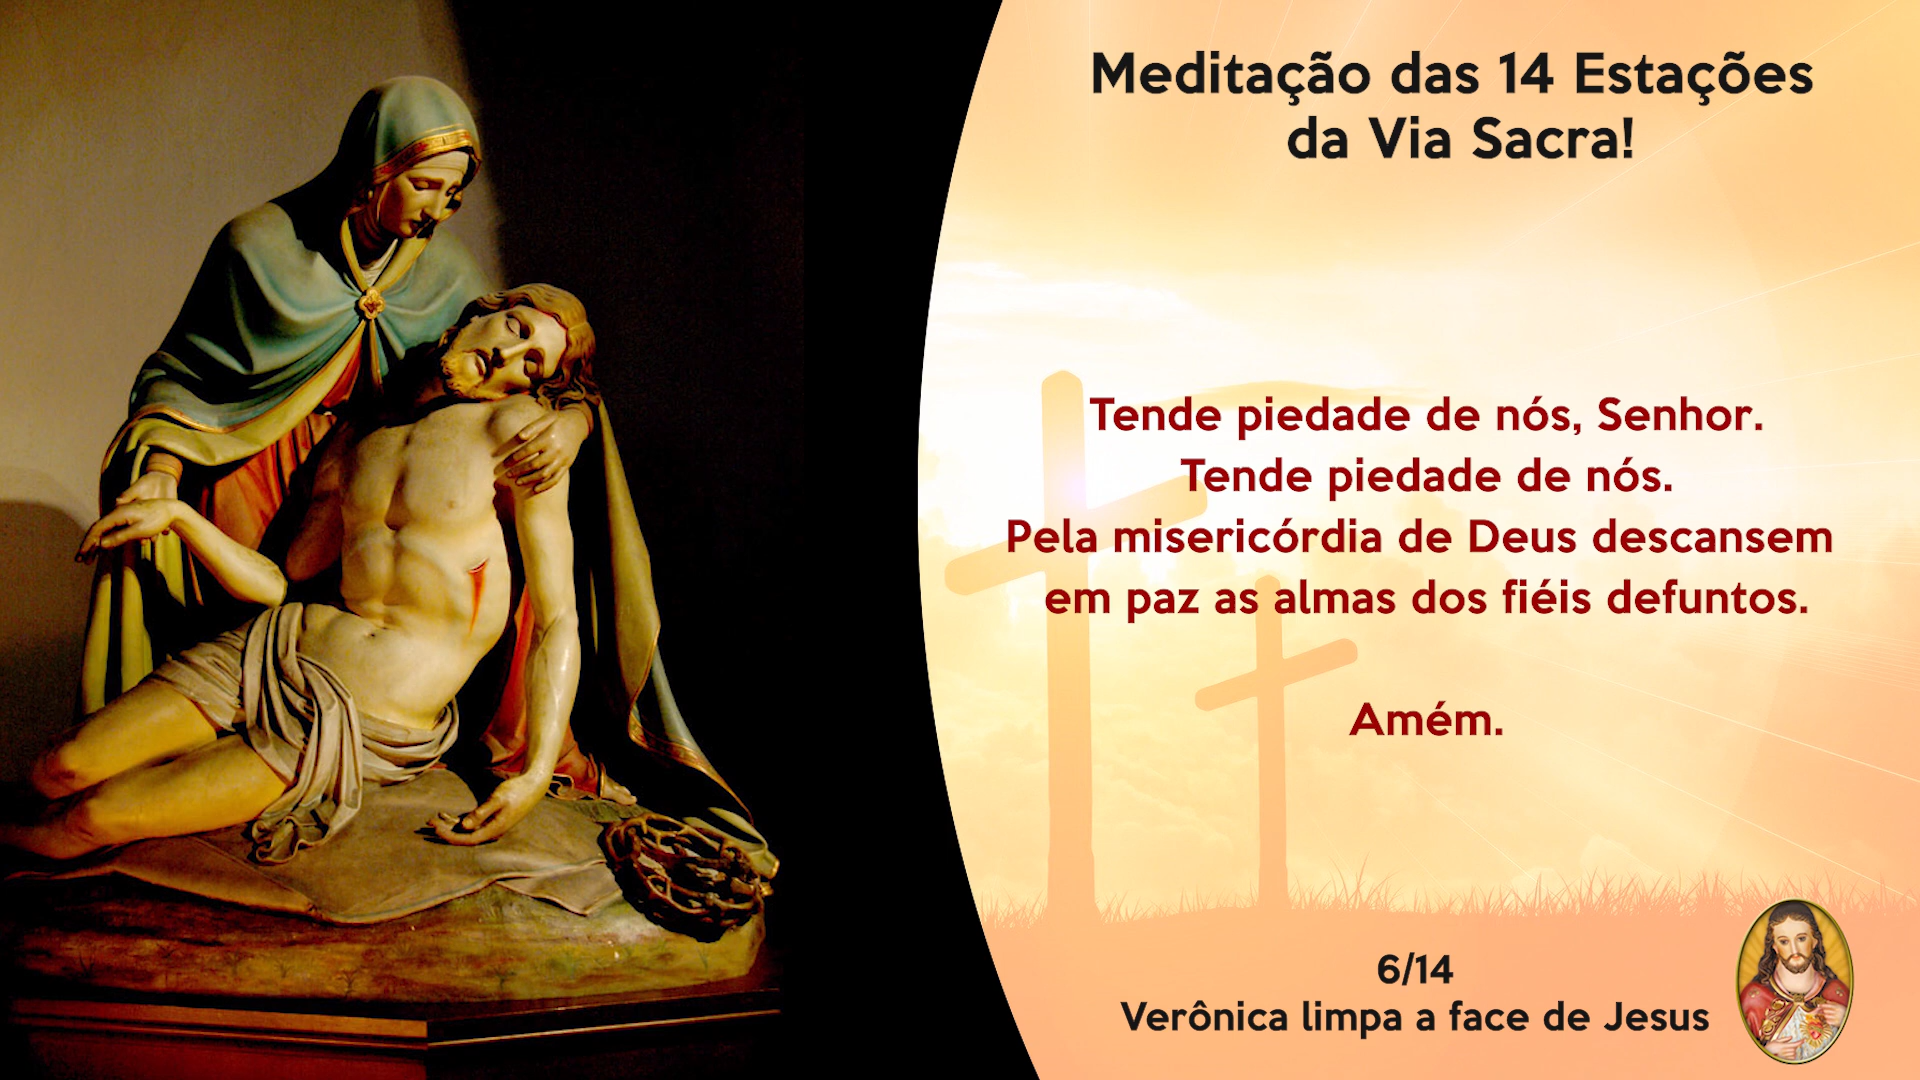 Meditação das 14 Estações
da Via Sacra!
Tende piedade de nós, Senhor.
Tende piedade de nós.
Pela misericórdia de Deus descansem
em paz as almas dos fiéis defuntos.
Amém.
6/14
Verônica limpa a face de Jesus